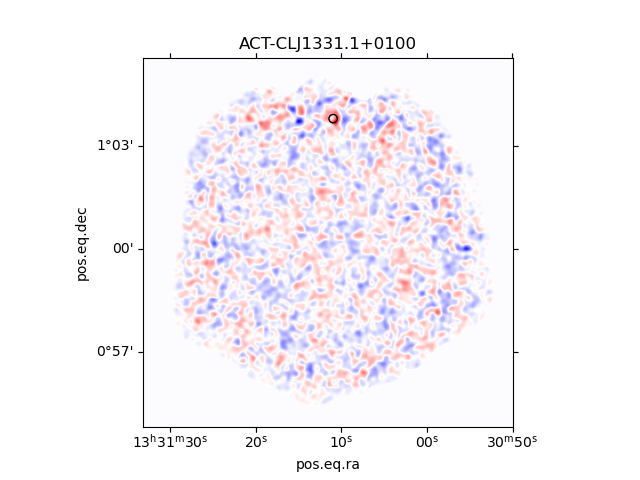 ACT-CLJ1331.1+0100
pos.eq.dec
1°03'
00'
0°57'
13ʰ31ᵐ30ˢ 20ˢ 10ˢ 00ˢ 30ᵐ50ˢ
pos.eq.ra